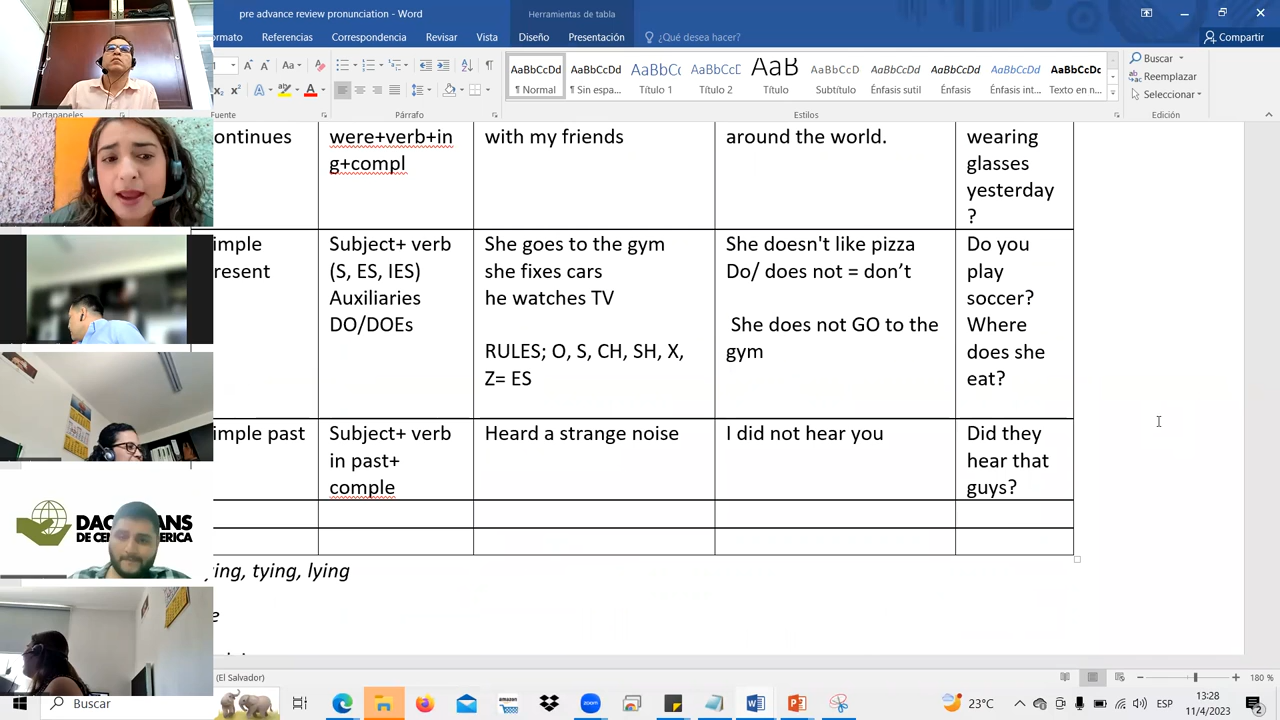 pre advance review pronunciation - Word
Herramientas de tabla
Referencias Correspondencia Revisar Vista Diseño Presentación ¿Qué desea hacer?
Compartir
AaBbCcDd AaBbCcDd AaBbCc AaBbCcD AaB AaBbCcD AaBbCcDd AaBbCcDd AaBbCcDd AaBbCcDc
¶ Normal ¶ Sin espa... Título 1 Título 2 Título Subtítulo Énfasis sutil Énfasis Énfasis int... Texto en n...
Buscar
Reemplazar
Seleccionar
Portapapeles Fuente Párrafo Estilos Edición
ontinues
were+verb+in
g+compl
with my friends
around the world.
wearing
glasses
yesterday
?
imple
resent
Subject+ verb
(S, ES, IES)
Auxiliaries
DO/DOEs
She goes to the gym
she fixes cars
he watches TV
RULES; O, S, CH, SH, X,
Z= ES
She doesn't like pizza
Do/ does not = don’t
She does not GO to the
gym
Do you
play
soccer?
Where
does she
eat?
imple past
Subject+ verb
in past+
comple
Heard a strange noise
I did not hear you
Did they
hear that
guys?
ying, tying, lying
(El Salvador)
180 %
Buscar
23°C
ESP
13:28
11/4/2023